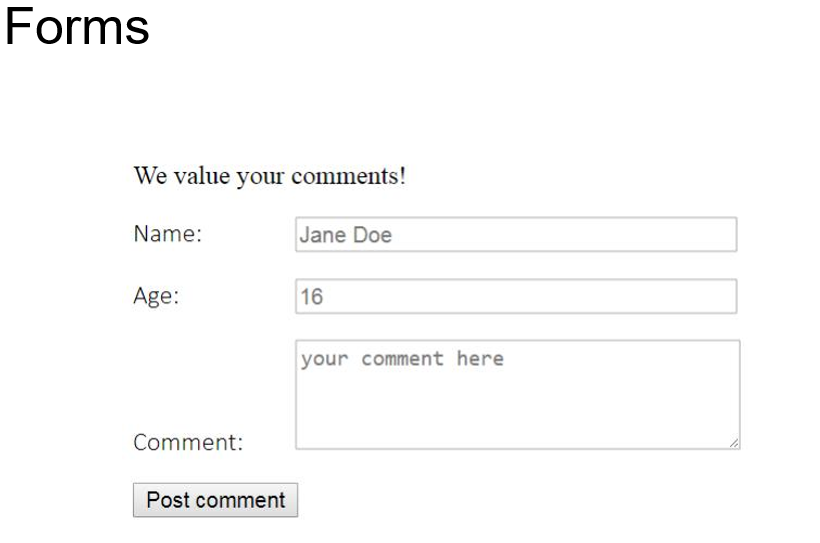 Forms
We value your comments!
Name: Jane Doe
Age: 16
your comment here
Comment:
Post comment